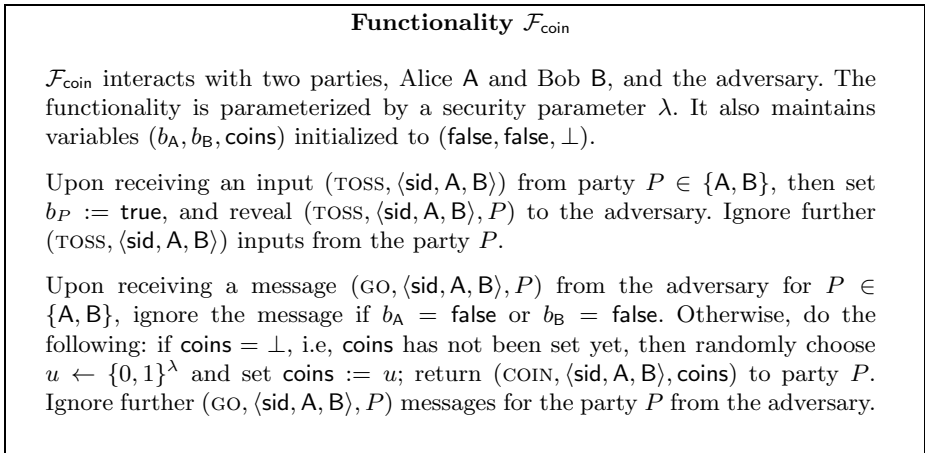 Functionality 𝓕coin
𝓕coin interacts with two parties, Alice A and Bob B, and the adversary. The
functionality is parameterized by a security parameter λ. It also maintains
variables (b_A, b_B, coins) initialized to (false, false, ⊥).
Upon receiving an input (TOSS, ⟨sid, A, B⟩) from party P ∈ {A, B}, then set
b_P := true, and reveal (TOSS, ⟨sid, A, B⟩, P) to the adversary. Ignore further
(TOSS, ⟨sid, A, B⟩) inputs from the party P.
Upon receiving a message (GO, ⟨sid, A, B⟩, P) from the adversary for P ∈
{A, B}, ignore the message if b_A = false or b_B = false. Otherwise, do the
following: if coins = ⊥, i.e, coins has not been set yet, then randomly choose
u ← {0, 1}^λ and set coins := u; return (COIN, ⟨sid, A, B⟩, coins) to party P.
Ignore further (GO, ⟨sid, A, B⟩, P) messages for the party P from the adversary.